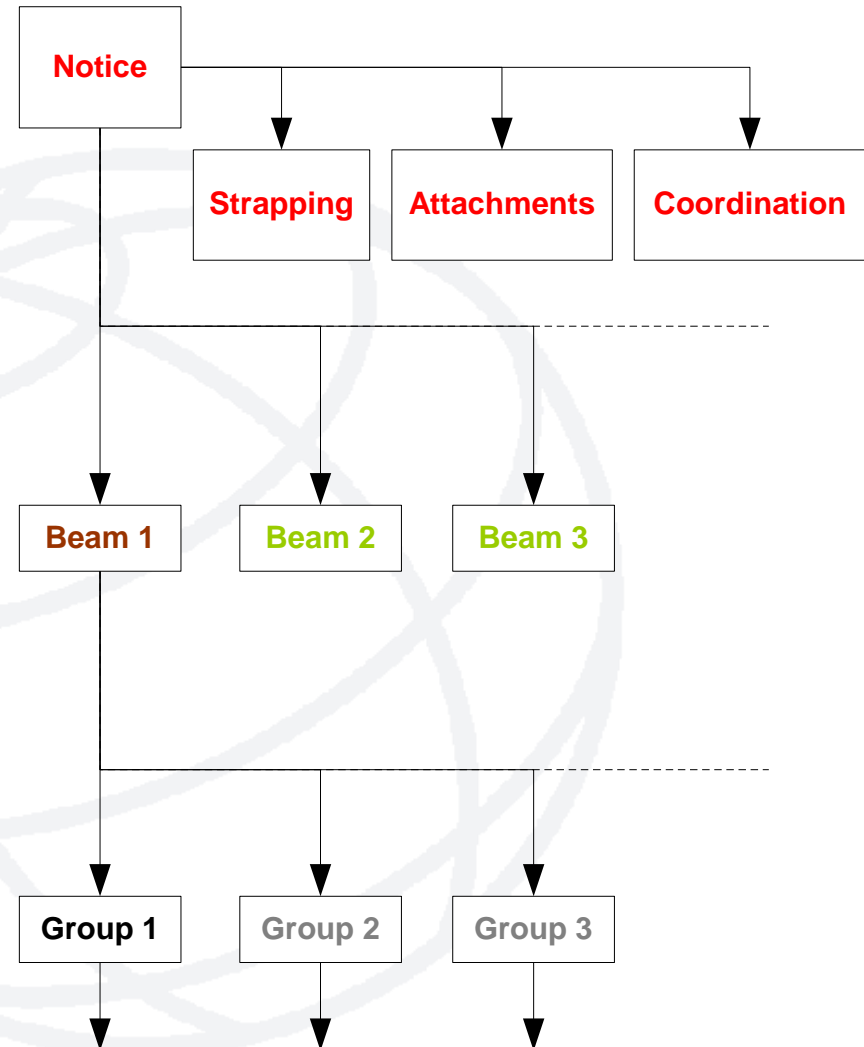 Notice
Strapping
Attachments
Coordination
Beam 1
Beam 2
Beam 3
Group 1
Group 2
Group 3